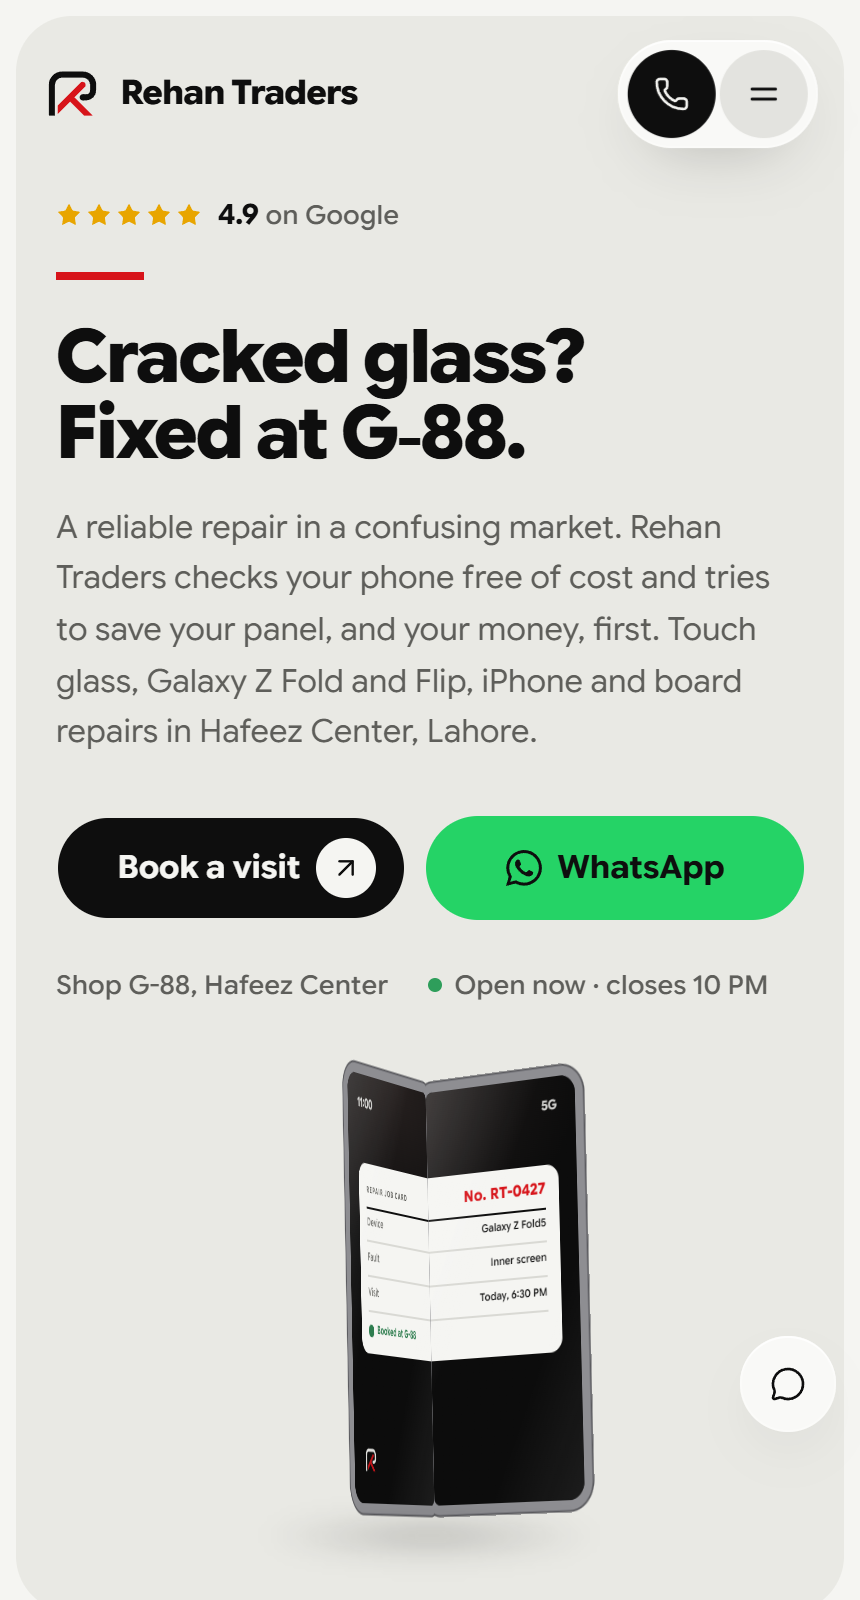 Rehan Traders
4.9 on Google
Cracked glass?
Fixed at G-88.
A reliable repair in a confusing market. Rehan
Traders checks your phone free of cost and tries
to save your panel, and your money, first. Touch
glass, Galaxy Z Fold and Flip, iPhone and board
repairs in Hafeez Center, Lahore.
Book a visit
WhatsApp
Shop G-88, Hafeez Center
Open now · closes 10 PM
11:00
5G
REPAIR JOB CARD
No. RT-0427
Device
Galaxy Z Fold5
Fault
Inner screen
Visit
Today, 6:30 PM
Booked at G-88